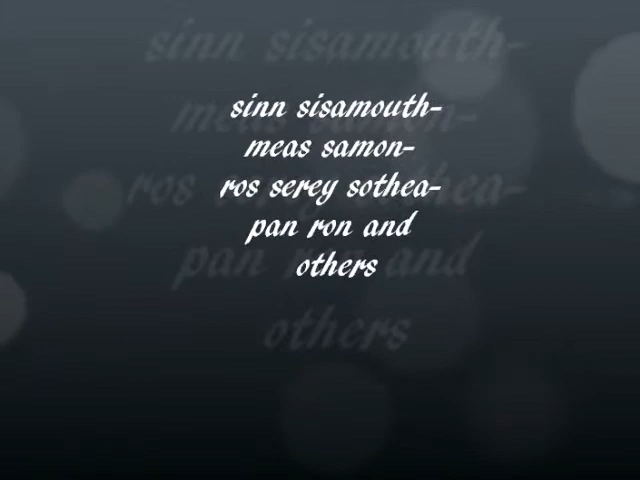 sinn sisamouth-
meas samon-
ros serey sothea-
pan ron and
others